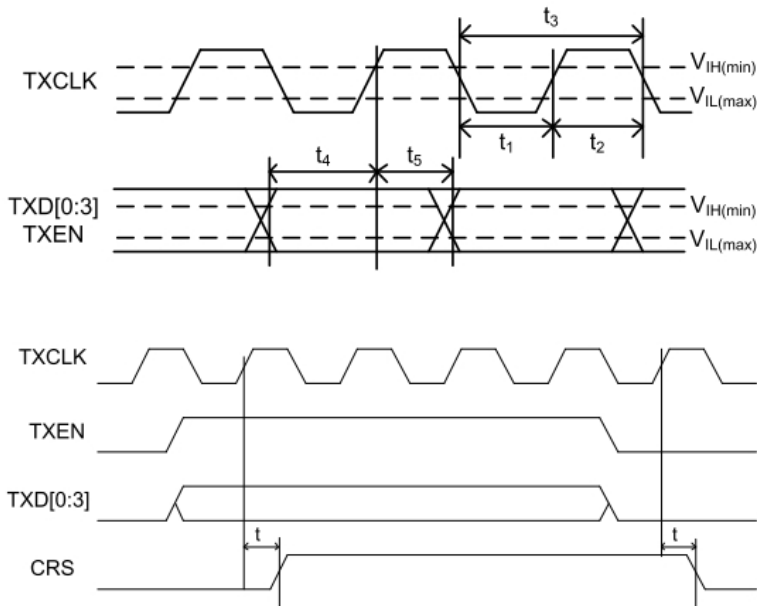 t3
TXCLK
VIH(min)
VIL(max)
t1 t2
t4 t5
TXD[0:3]
TXEN
VIH(min)
VIL(max)
TXCLK
TXEN
TXD[0:3]
t t
CRS